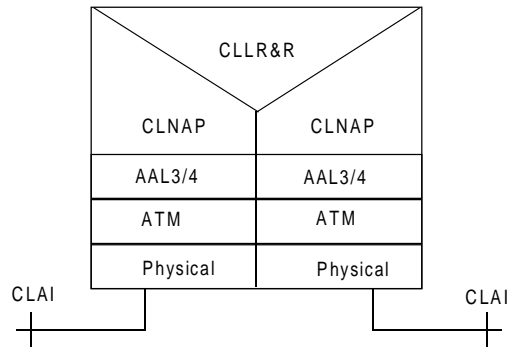 CLLR&R
CLNAP CLNAP
AAL3/4 AAL3/4
ATM ATM
Physical Physical
CLAI CLAI